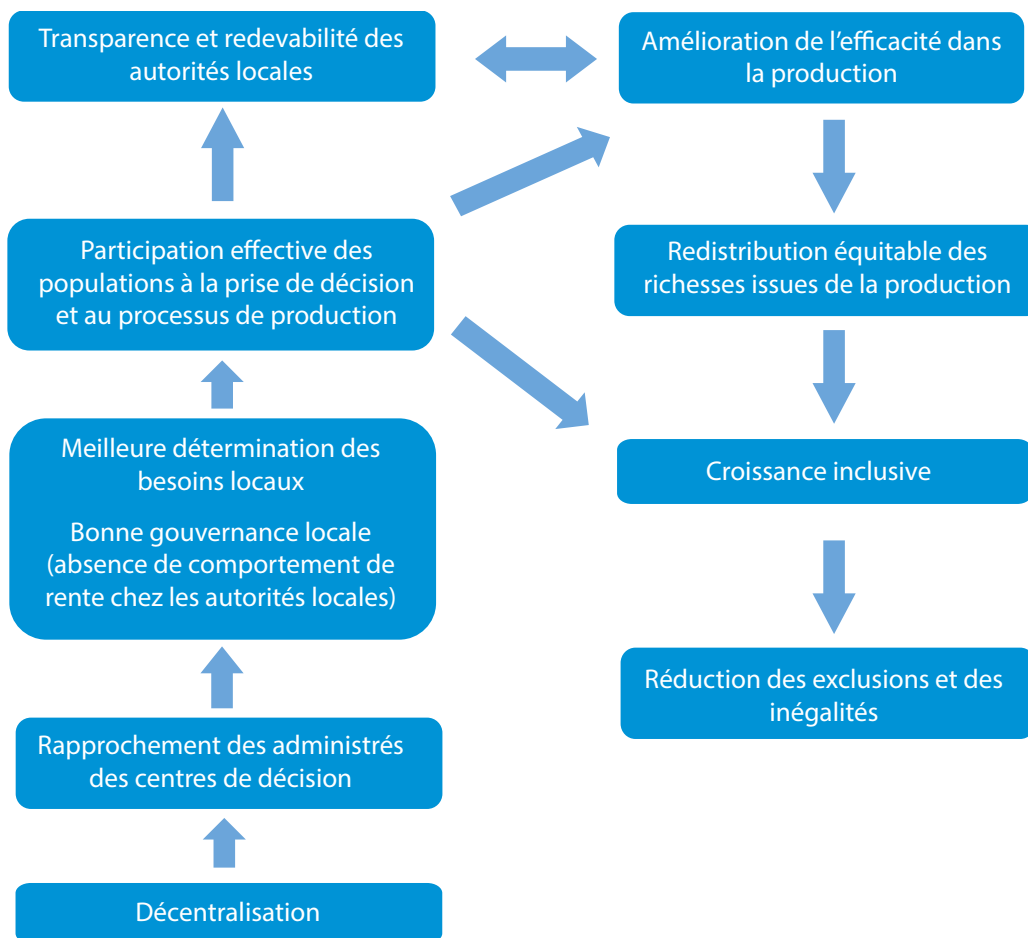 Transparence et redevabilité des
autorités locales
Amélioration de l'efficacité dans
la production
Participation effective des
populations à la prise de décision
et au processus de production
Redistribution équitable des
richesses issues de la production
Meilleure détermination des
besoins locaux
Bonne gouvernance locale
(absence de comportement de
rente chez les autorités locales)
Croissance inclusive
Réduction des exclusions et des
inégalités
Rapprochement des administrés
des centres de décision
Décentralisation